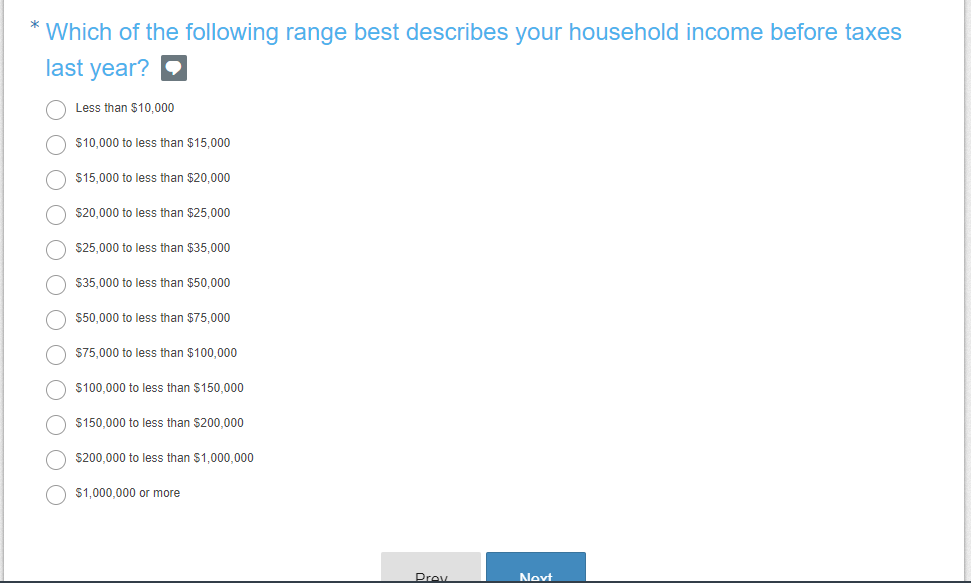 * Which of the following range best describes your household income before taxes
last year?
Less than $10,000
$10,000 to less than $15,000
$15,000 to less than $20,000
$20,000 to less than $25,000
$25,000 to less than $35,000
$35,000 to less than $50,000
$50,000 to less than $75,000
$75,000 to less than $100,000
$100,000 to less than $150,000
$150,000 to less than $200,000
$200,000 to less than $1,000,000
$1,000,000 or more
Prev Next